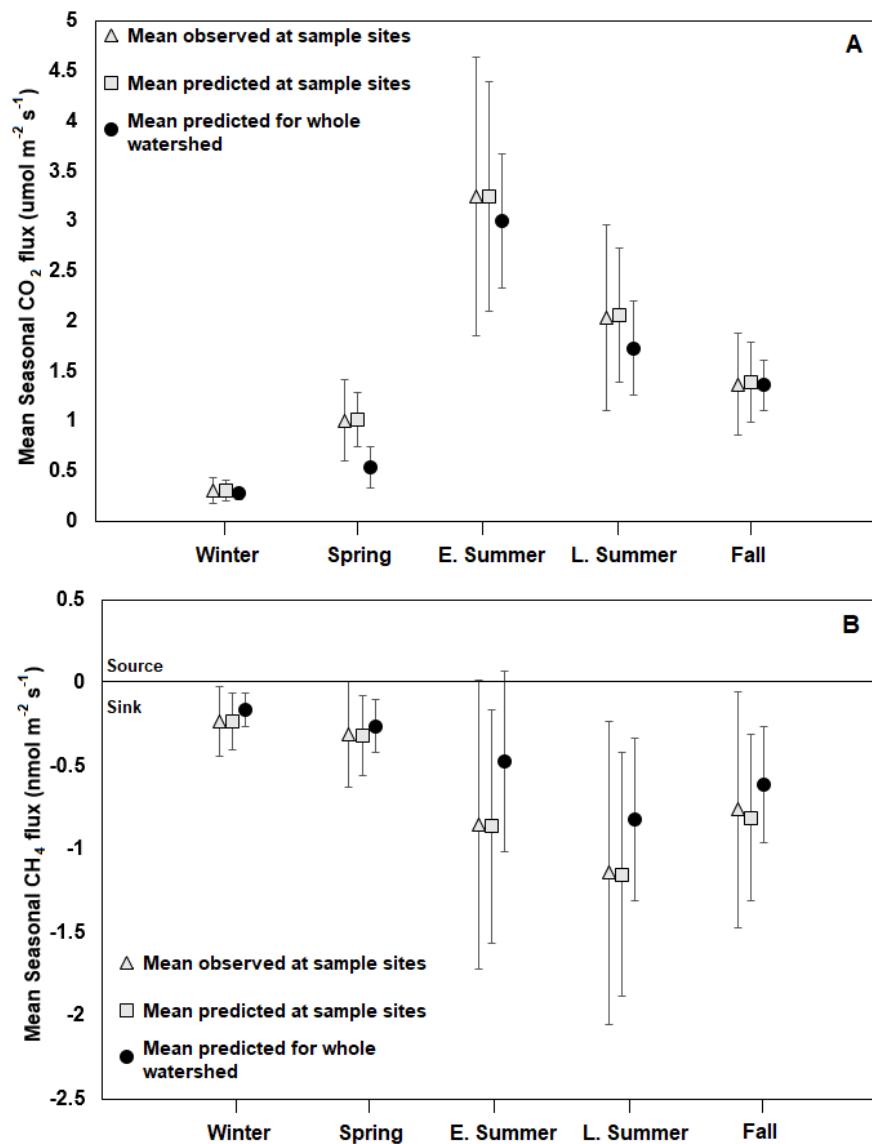 5
4.5
4
3.5
3
2.5
2
1.5
1
0.5
0
Mean Seasonal CO2 flux (umol m-2 s-1)
A
Mean observed at sample sites
Mean predicted at sample sites
Mean predicted for whole
watershed
Winter Spring E. Summer L. Summer Fall
0.5
0
-0.5
-1
-1.5
-2
-2.5
Mean Seasonal CH4 flux (nmol m-2 s-1)
B
Source
Sink
Mean observed at sample sites
Mean predicted at sample sites
Mean predicted for whole
watershed
Winter Spring E. Summer L. Summer Fall